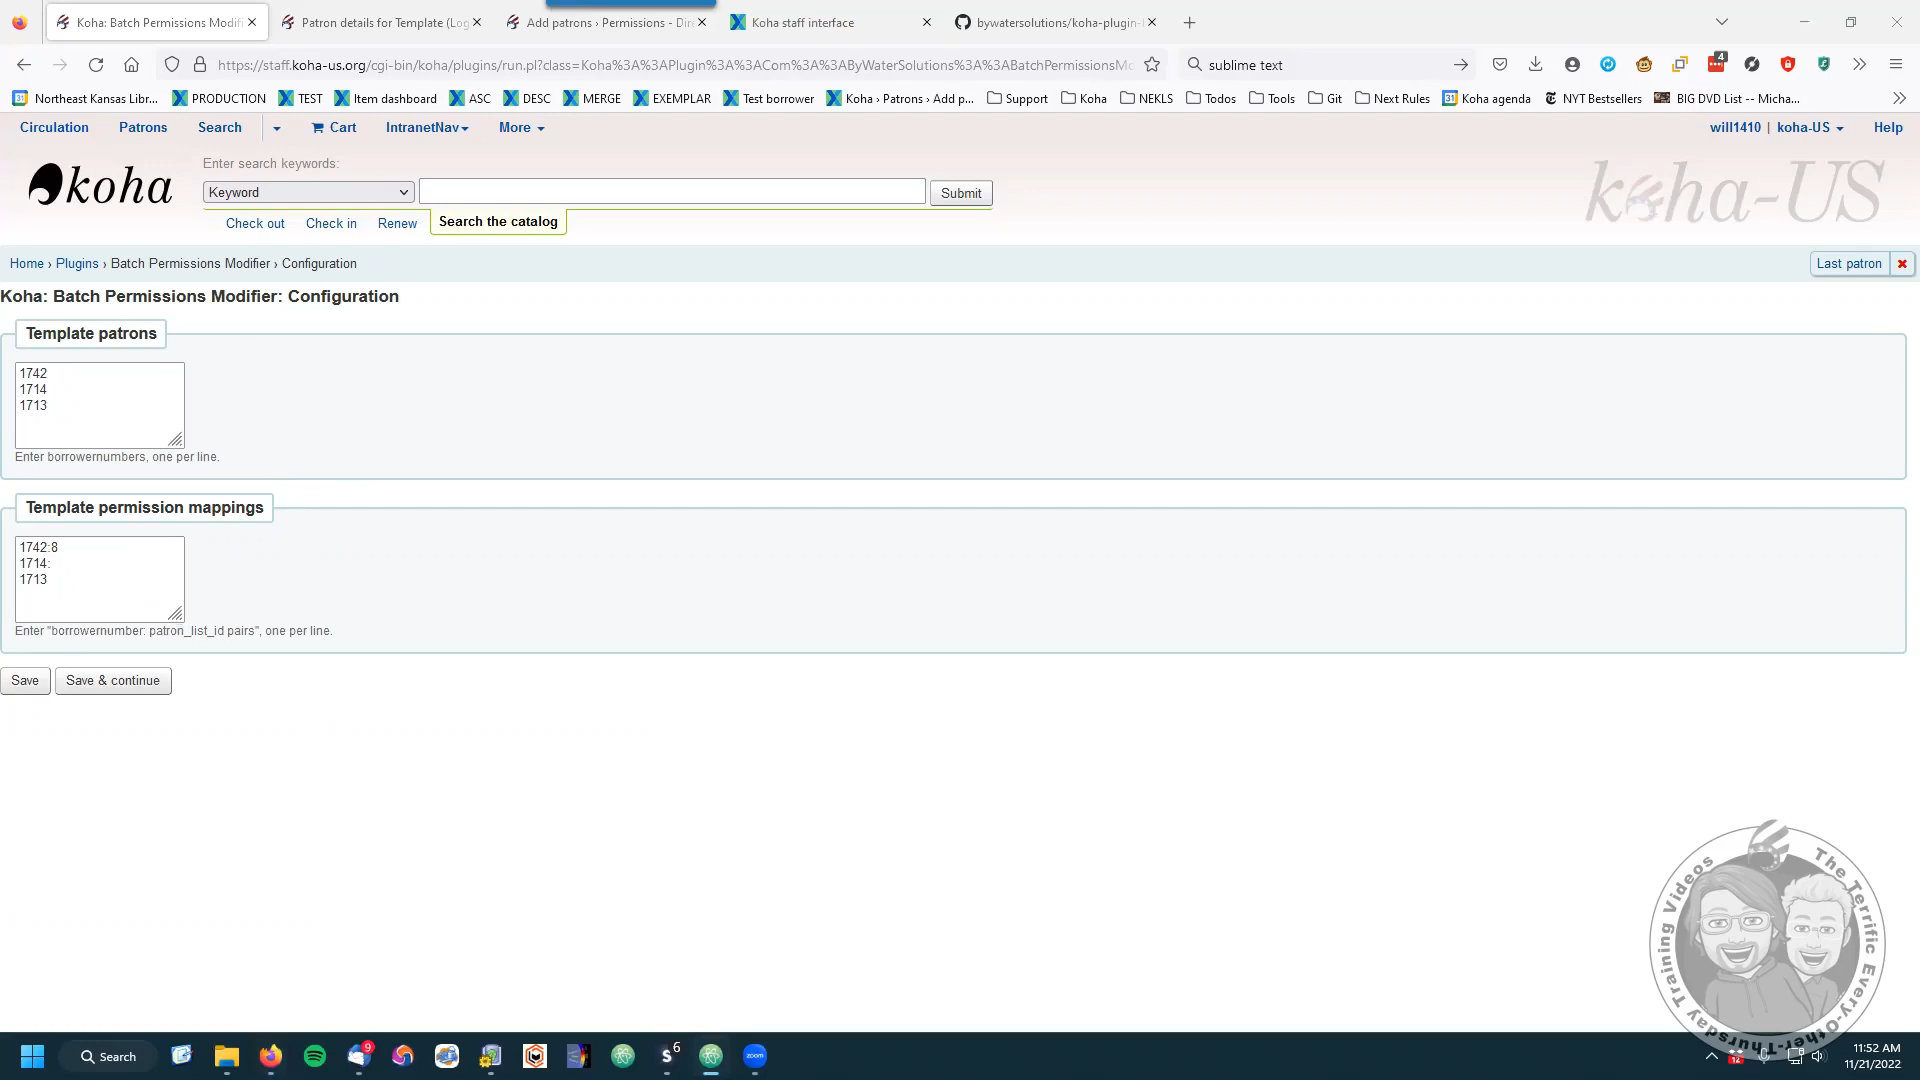 Koha: Batch Permissions Modifi
Patron details for Template (Log
Add patrons › Permissions - Dir
Koha staff interface
bywatersolutions/koha-plugin-
https://staff.koha-us.org/cgi-bin/koha/plugins/run.pl?class=Koha%3A%3APlugin%3A%3ACom%3A%3AByWaterSolutions%3A%3ABatchPermissionsMo
sublime text
4
Northeast Kansas Libr...
PRODUCTION
TEST
Item dashboard
ASC
DESC
MERGE
EXEMPLAR
Test borrower
Koha › Patrons › Add p...
Support
Koha
NEKLS
Todos
Tools
Git
Next Rules
Koha agenda
NYT Bestsellers
BIG DVD List -- Micha...
Circulation
Patrons
Search
Cart
IntranetNav
More
will1410 | koha-US
Help
koha
Enter search keywords:
Keyword
Submit
Check out
Check in
Renew
Search the catalog
koha-US
Home › Plugins › Batch Permissions Modifier › Configuration
Last patron
Koha: Batch Permissions Modifier: Configuration
Template patrons
1742
1714
1713
Enter borrowernumbers, one per line.
Template permission mappings
1742:8
1714:
1713
Enter "borrowernumber: patron_list_id pairs", one per line.
Save
Save & continue
The Terrific Every-Other-Thursday Training Videos
Search
9
6
zoom
12
11:52 AM
11/21/2022